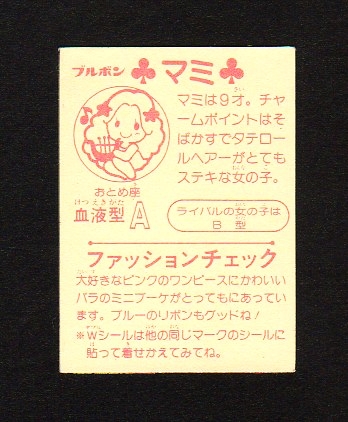 ブルボン ♣マミ♣
マミは9才。チャ
ームポイントはそ
ばかすでタテロー
ルヘアーがとても
ステキな女の子。
おとめ座
血液型 A
ライバルの女の子は
B 型
ファッションチェック
大好きなピンクのワンピースにかわいい
バラのミニブーケがとってもにあってい
ます。ブルーのリボンもグッドね！
※Wシールは他の同じマークのシールに
貼って着せかえてみてね。